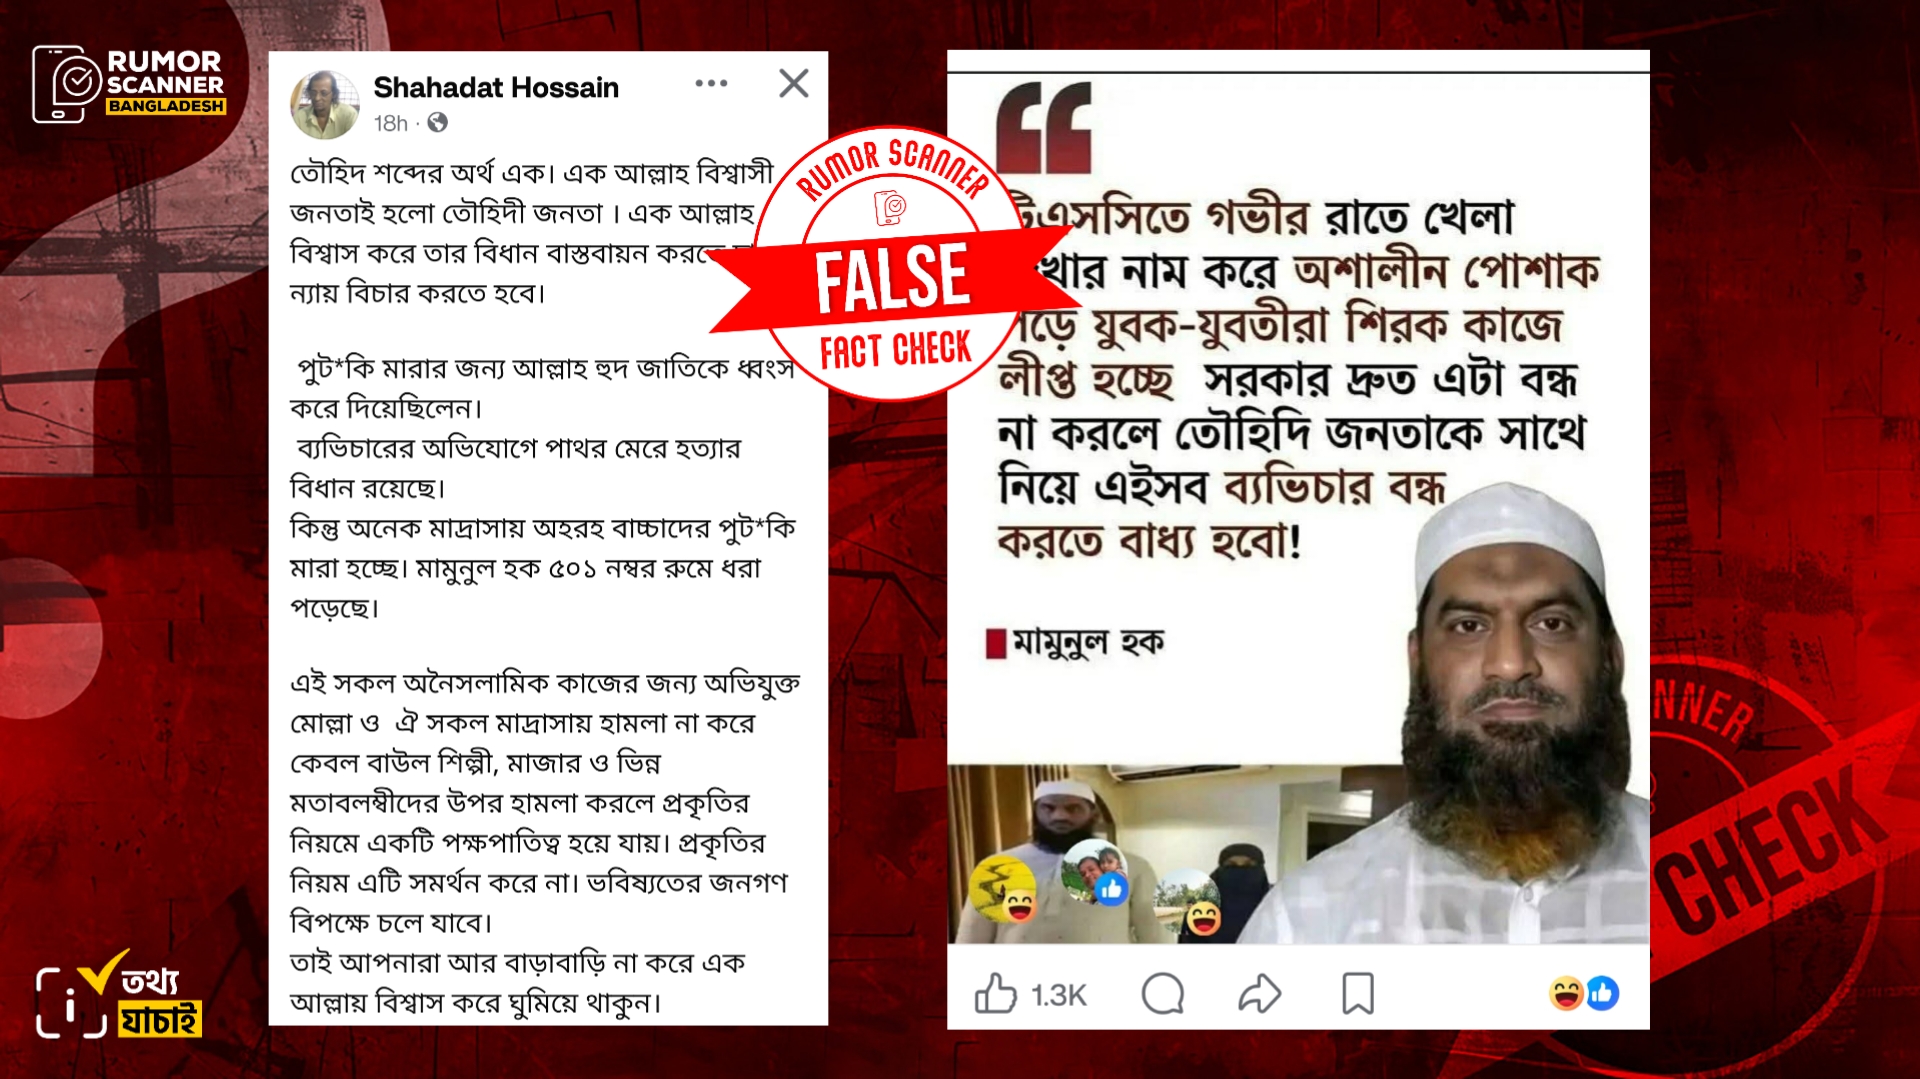 RUMOR
SCANNER
BANGLADESH
Shahadat Hossain
18h
তৌহিদ শব্দের অর্থ এক। এক আল্লাহ বিশ্বাসী
জনতাই হলো তৌহিদী জনতা । এক আল্লাহ
বিশ্বাস করে তার বিধান বাস্তবায়ন করতে
ন্যায় বিচার করতে হবে।
পুট*কি মারার জন্য আল্লাহ হুদ জাতিকে ধ্বংস
করে দিয়েছিলেন।
ব্যভিচারের অভিযোগে পাথর মেরে হত্যার
বিধান রয়েছে।
কিন্তু অনেক মাদ্রাসায় অহরহ বাচ্চাদের পুট*কি
মারা হচ্ছে। মামুনুল হক ৫০১ নম্বর রুমে ধরা
পড়েছে।
এই সকল অনৈসলামিক কাজের জন্য অভিযুক্ত
মোল্লা ও ঐ সকল মাদ্রাসায় হামলা না করে
কেবল বাউল শিল্পী, মাজার ও ভিন্ন
মতাবলম্বীদের উপর হামলা করলে প্রকৃতির
নিয়মে একটি পক্ষপাতিত্ব হয়ে যায়। প্রকৃতির
নিয়ম এটি সমর্থন করে না। ভবিষ্যতের জনগণ
বিপক্ষে চলে যাবে।
তাই আপনারা আর বাড়াবাড়ি না করে এক
আল্লায় বিশ্বাস করে ঘুমিয়ে থাকুন।
RUMOR SCANNER
FALSE
FACT CHECK
টিএসসিতে গভীর রাতে খেলা
নাম করে অশালীন পোশাক
যুবক-যুবতীরা শিরক কাজে
লীপ্ত হচ্ছে সরকার দ্রুত এটা বন্ধ
না করলে তৌহিদি জনতাকে সাথে
নিয়ে এইসব ব্যভিচার বন্ধ
করতে বাধ্য হবো!
মামুনুল হক
1.3K
CHECK
তথ্য
যাচাই